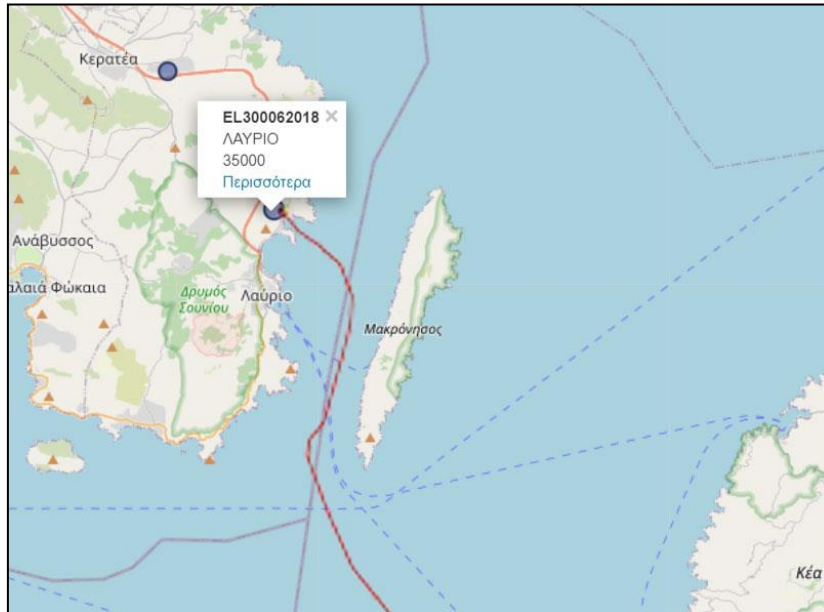 Κερατέα
EL300062018 ×
ΛΑΥΡΙΟ
35000
Περισσότερα
Ανάβυσσος
αλαιά Φώκαια
Δρυμός
Σουνίου
Λαύριο
Μακρόνησος
Κέα